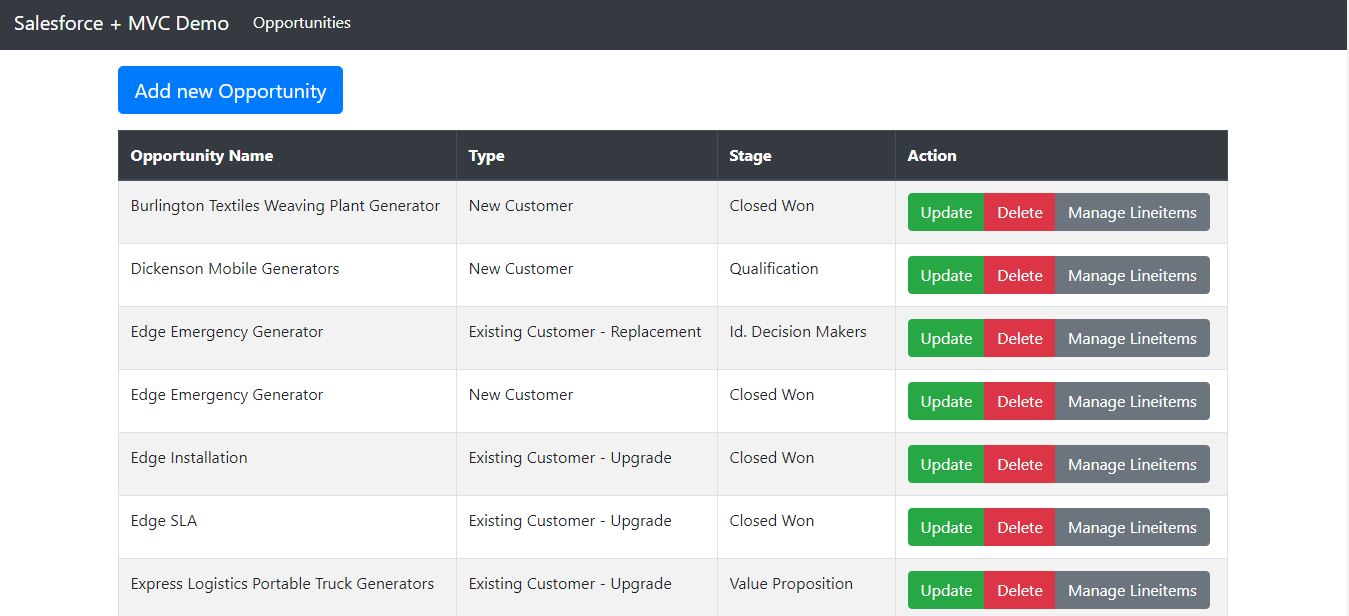 Salesforce + MVC Demo Opportunities
Add new Opportunity
Opportunity Name Type Stage Action
Burlington Textiles Weaving Plant Generator New Customer Closed Won Update Delete Manage Lineitems
Dickenson Mobile Generators New Customer Qualification Update Delete Manage Lineitems
Edge Emergency Generator Existing Customer - Replacement Id. Decision Makers Update Delete Manage Lineitems
Edge Emergency Generator New Customer Closed Won Update Delete Manage Lineitems
Edge Installation Existing Customer - Upgrade Closed Won Update Delete Manage Lineitems
Edge SLA Existing Customer - Upgrade Closed Won Update Delete Manage Lineitems
Express Logistics Portable Truck Generators Existing Customer - Upgrade Value Proposition Update Delete Manage Lineitems